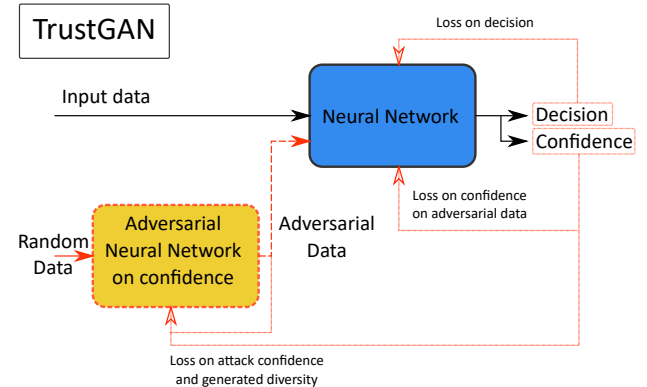 TrustGAN
Loss on decision
Input data
Neural Network
Decision
Confidence
Loss on confidence
on adversarial data
Random
Data
Adversarial
Neural Network
on confidence
Adversarial
Data
Loss on attack confidence
and generated diversity